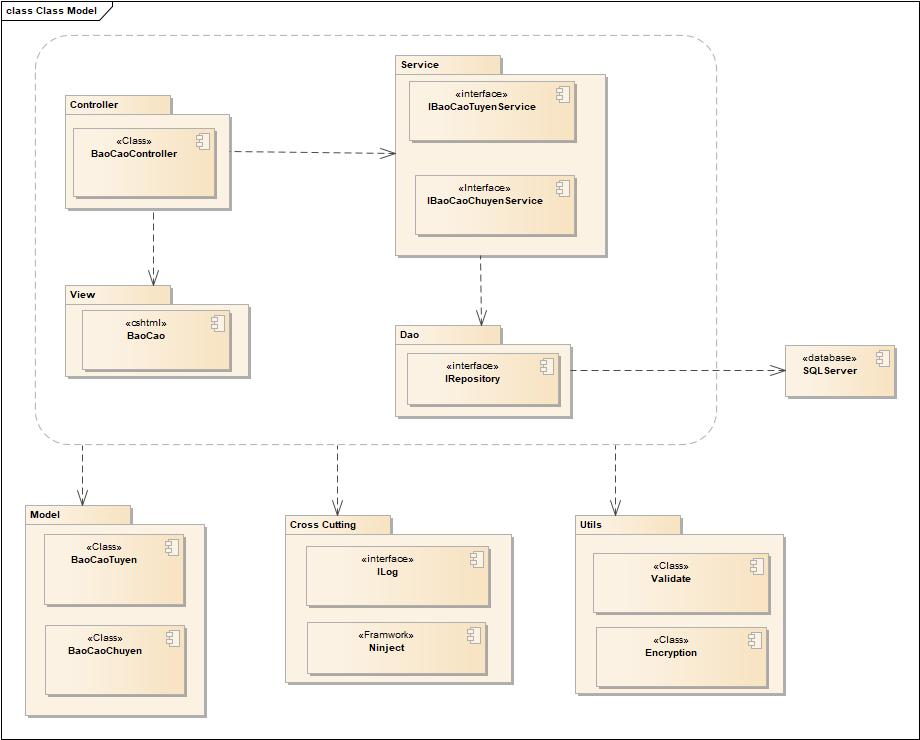 class Class Model
Service
«interface»
IBaoCaoTuyenService
«Interface»
IBaoCaoChuyenService
Controller
«Class»
BaoCaoController
View
«cshtml»
BaoCao
Dao
«interface»
IRepository
«database»
SQLServer
Model
«Class»
BaoCaoTuyen
«Class»
BaoCaoChuyen
Cross Cutting
«interface»
ILog
«Framwork»
Ninject
Utils
«Class»
Validate
«Class»
Encryption